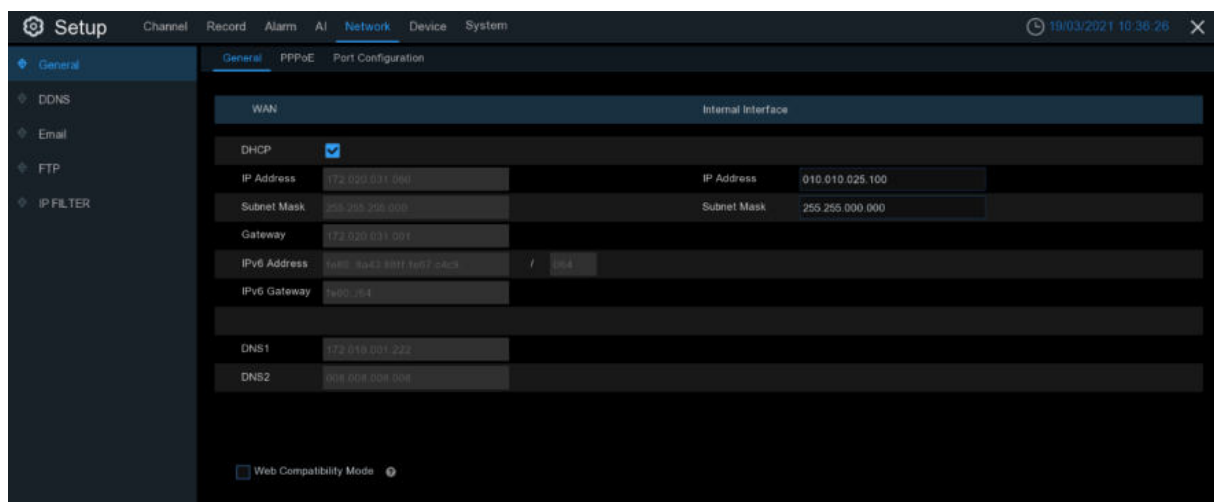 Setup Channel Record Alarm AI Network Device System 19/03/2021 10:36:26
General
DDNS
Email
FTP
IP FILTER
General PPPoE Port Configuration
WAN Internal Interface
DHCP
IP Address 172.020.031.060 IP Address 010.010.025.100
Subnet Mask 255.255.255.000 Subnet Mask 255.255.000.000
Gateway 172.020.031.001
IPv6 Address / 064
IPv6 Gateway fe80::/64
DNS1 172.018.001.222
DNS2 008.008.008.008
Web Compatibility Mode